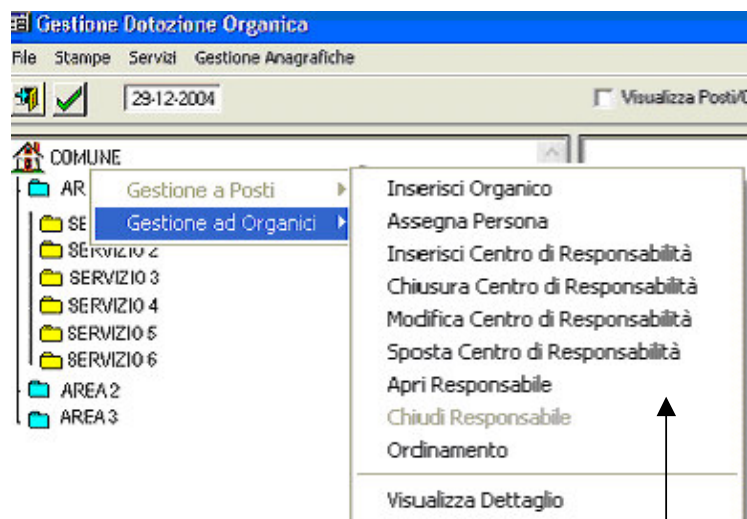 Gestione Dotazione Organica
File Stampe Servizi Gestione Anagrafiche
29-12-2004 Visualizza Posti/
COMUNE
AR
SE
SERVIZIO 2
SERVIZIO 3
SERVIZIO 4
SERVIZIO 5
SERVIZIO 6
AREA 2
AREA 3
Gestione a Posti
Gestione ad Organici
Inserisci Organico
Assegna Persona
Inserisci Centro di Responsabilità
Chiusura Centro di Responsabilità
Modifica Centro di Responsabilità
Sposta Centro di Responsabilità
Apri Responsabile
Chiudi Responsabile
Ordinamento
Visualizza Dettaglio